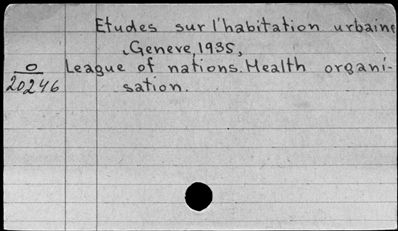 Etudes sur l'habitation urbaine
Geneve, 1935,
O League of nations. Health organi-
20246 sation.